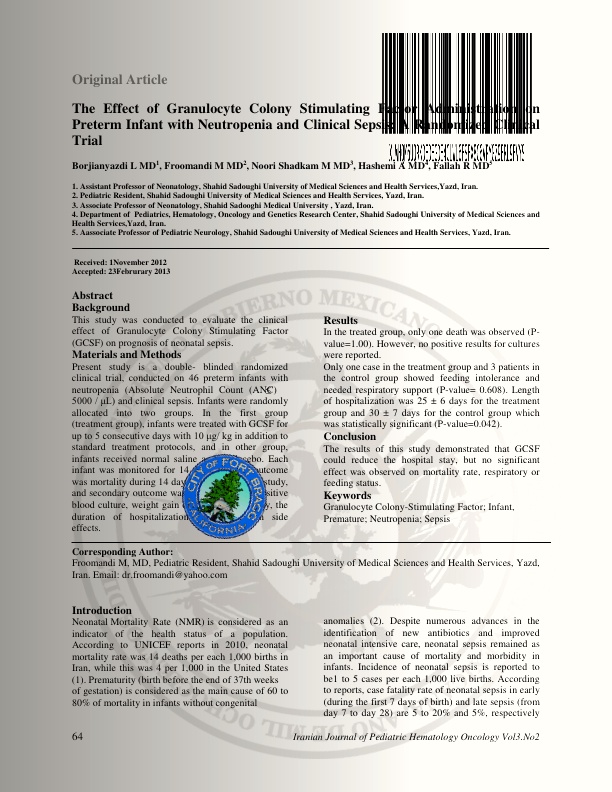 Original Article
The Effect of Granulocyte Colony Stimulating Factor Administration on
Preterm Infant with Neutropenia and Clinical Sepsis: A Randomized Clinical
Trial
Borjianyazdi L MD1, Froomandi M MD2, Noori Shadkam M MD3, Hashemi A MD4, Fallah R MD5
1. Assistant Professor of Neonatology, Shahid Sadoughi University of Medical Sciences and Health Services,Yazd, Iran.
2. Pediatric Resident, Shahid Sadoughi University of Medical Sciences and Health Services, Yazd, Iran.
3. Associate Professor of Neonatology, Shahid Sadooghi Medical University , Yazd, Iran.
4. Department of Pediatrics, Hematology, Oncology and Genetics Research Center, Shahid Sadoughi University of Medical Sciences and
Health Services,Yazd, Iran.
5. Aassociate Professor of Pediatric Neurology, Shahid Sadoughi University of Medical Sciences and Health Services, Yazd, Iran.
Received: 1November 2012
Accepted: 23Februrary 2013
Abstract
Background
This study was conducted to evaluate the clinical
effect of Granulocyte Colony Stimulating Factor
(GCSF) on prognosis of neonatal sepsis.
Materials and Methods
Present study is a double- blinded randomized
clinical trial, conducted on 46 preterm infants with
neutropenia (Absolute Neutrophil Count (ANC)
5000 / µL) and clinical sepsis. Infants were randomly
allocated into two groups. In the first group
(treatment group), infants were treated with GCSF for
up to 5 consecutive days with 10 µg/ kg in addition to
standard treatment protocols, and in other group,
infants received normal saline Each
infant was monitored for 14 outcome
was mortality during 14 study,
and secondary outcome
blood culture, weight gain the
duration of hospitalization side
effects.
Results
In the treated group, only one death was observed (P-
value=1.00). However, no positive results for cultures
were reported.
Only one case in the treatment group and 3 patients in
the control group showed feeding intolerance and
needed respiratory support (P-value= 0.608). Length
of hospitalization was 25 ± 6 days for the treatment
group and 30 ± 7 days for the control group which
was statistically significant (P-value=0.042).
Conclusion
The results of this study demonstrated that GCSF
could reduce the hospital stay, but no significant
effect was observed on mortality rate, respiratory or
feeding status.
Keywords
Granulocyte Colony-Stimulating Factor; Infant,
Premature; Neutropenia; Sepsis
CITY OF FORT BRAGG
CALIFORNIA
Corresponding Author:
Froomandi M, MD, Pediatric Resident, Shahid Sadoughi University of Medical Sciences and Health Services, Yazd,
Iran. Email: dr.froomandi@yahoo.com
Introduction
Neonatal Mortality Rate (NMR) is considered as an
indicator of the health status of a population.
According to UNICEF reports in 2010, neonatal
mortality rate was 14 deaths per each 1,000 births in
Iran, while this was 4 per 1,000 in the United States
(1). Prematurity (birth before the end of 37th weeks
of gestation) is considered as the main cause of 60 to
80% of mortality in infants without congenital
anomalies (2). Despite numerous advances in the
identification of new antibiotics and improved
neonatal intensive care, neonatal sepsis remained as
an important cause of mortality and morbidity in
infants. Incidence of neonatal sepsis is reported to
be1 to 5 cases per each 1,000 live births. According
to reports, case fatality rate of neonatal sepsis in early
(during the first 7 days of birth) and late sepsis (from
day 7 to day 28) are 5 to 20% and 5%, respectively
64
Iranian Journal of Pediatric Hematology Oncology Vol3.No2